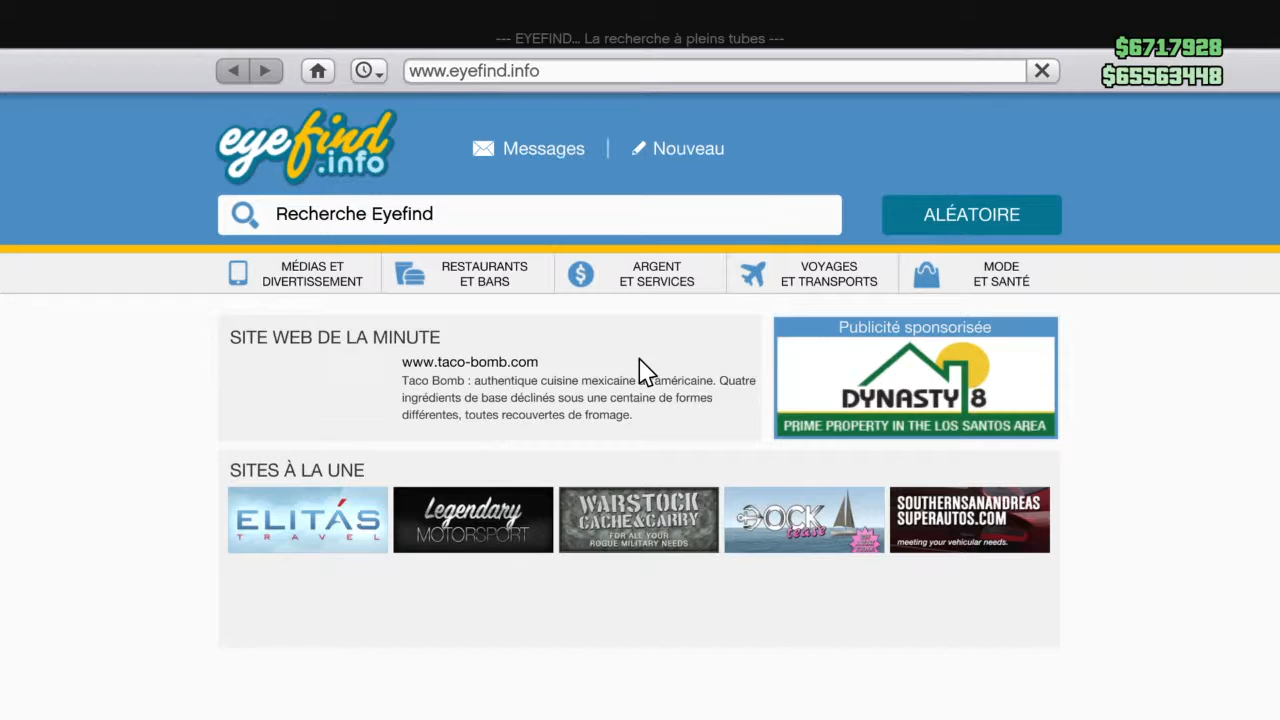 --- EYEFIND... La recherche à pleins tubes ---
$6717928
www.eyefind.info
$65563448
eyefind
.info
Messages
Nouveau
Recherche Eyefind
ALÉATOIRE
MÉDIAS ET
DIVERTISSEMENT
RESTAURANTS
ET BARS
ARGENT
ET SERVICES
VOYAGES
ET TRANSPORTS
MODE
ET SANTÉ
SITE WEB DE LA MINUTE
www.taco-bomb.com
Taco Bomb : authentique cuisine mexicaine américaine. Quatre
ingrédients de base déclinés sous une centaine de formes
différentes, toutes recouvertes de fromage.
Publicité sponsorisée
DYNASTY 8
PRIME PROPERTY IN THE LOS SANTOS AREA
SITES À LA UNE
ELITÁS
TRAVEL
Legendary
MOTORSPORT
WARSTOCK
CACHE&CARRY
FOR ALL YOUR
ROGUE MILITARY NEEDS
DOCK
tease
SOUTHERNSANANDREAS
SUPERAUTOS.COM
meeting your vehicular needs.